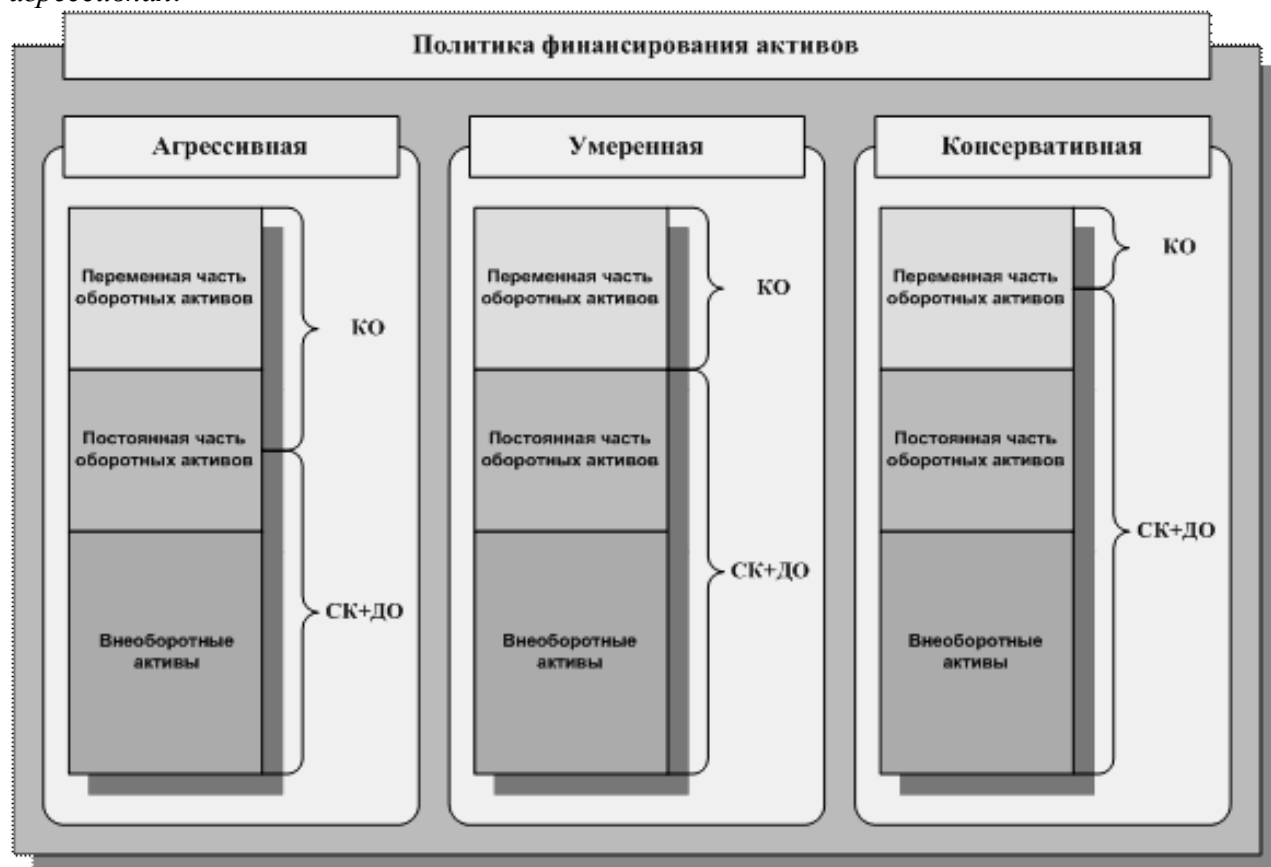 агрессивная.
Политика финансирования активов
Агрессивная
Переменная часть
оборотных активов
КО
Постоянная часть
оборотных активов
СК+ДО
Внеоборотные
активы
Умеренная
Переменная часть
оборотных активов
КО
Постоянная часть
оборотных активов
СК+ДО
Внеоборотные
активы
Консервативная
Переменная часть
оборотных активов
КО
Постоянная часть
оборотных активов
СК+ДО
Внеоборотные
активы